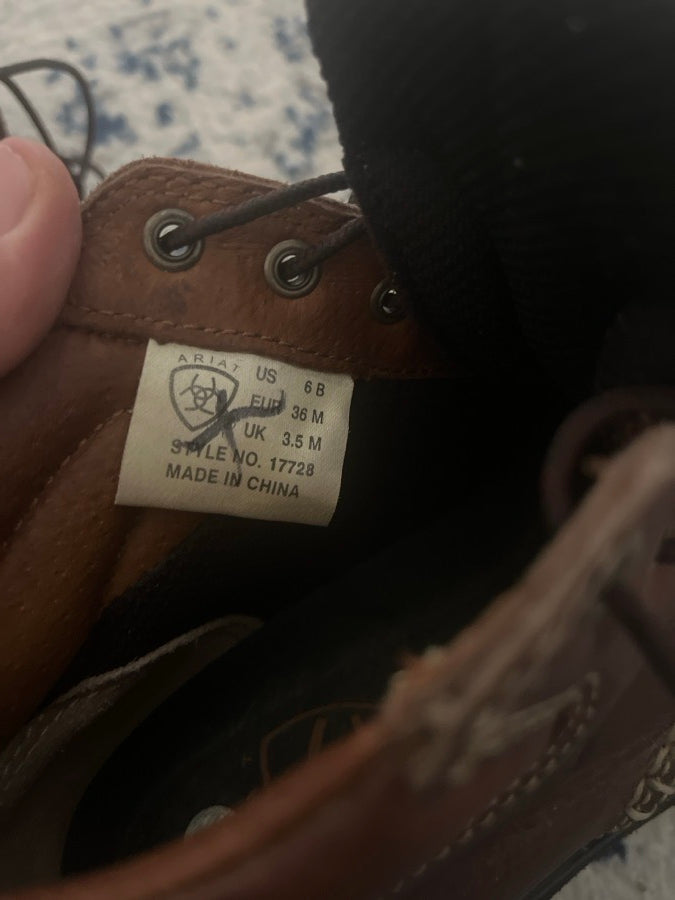 ARIAT
US 6 B
EUR 36 M
UK 3.5 M
STYLE NO. 17728
MADE IN CHINA